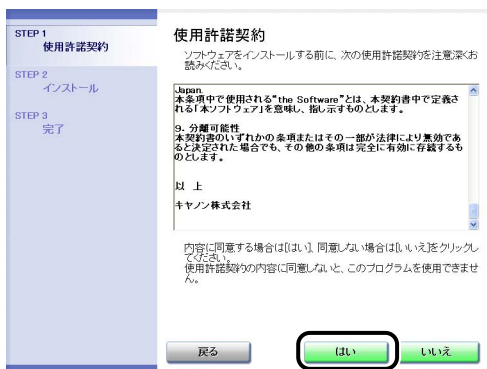 STEP 1
使用許諾契約
STEP 2
インストール
STEP 3
完了
使用許諾契約
ソフトウェアをインストールする前に、次の使用許諾契約を注意深くお
読みください。
Japan.
本条項中で使用される"the Software"とは、本契約書中で定義さ
れる「本ソフトウェア」を意味し、指し示すものとします。
9. 分離可能性
本契約書のいずれかの条項またはその一部が法律により無効であ
ると決定された場合でも、その他の条項は完全に有効に存続するも
のとします。
以 上
キヤノン株式会社
内容に同意する場合は[はい]、同意しない場合は[いいえ]をクリックし
てください。
使用許諾契約の内容に同意しないと、このプログラムを使用できませ
ん。
戻る
はい
いいえ